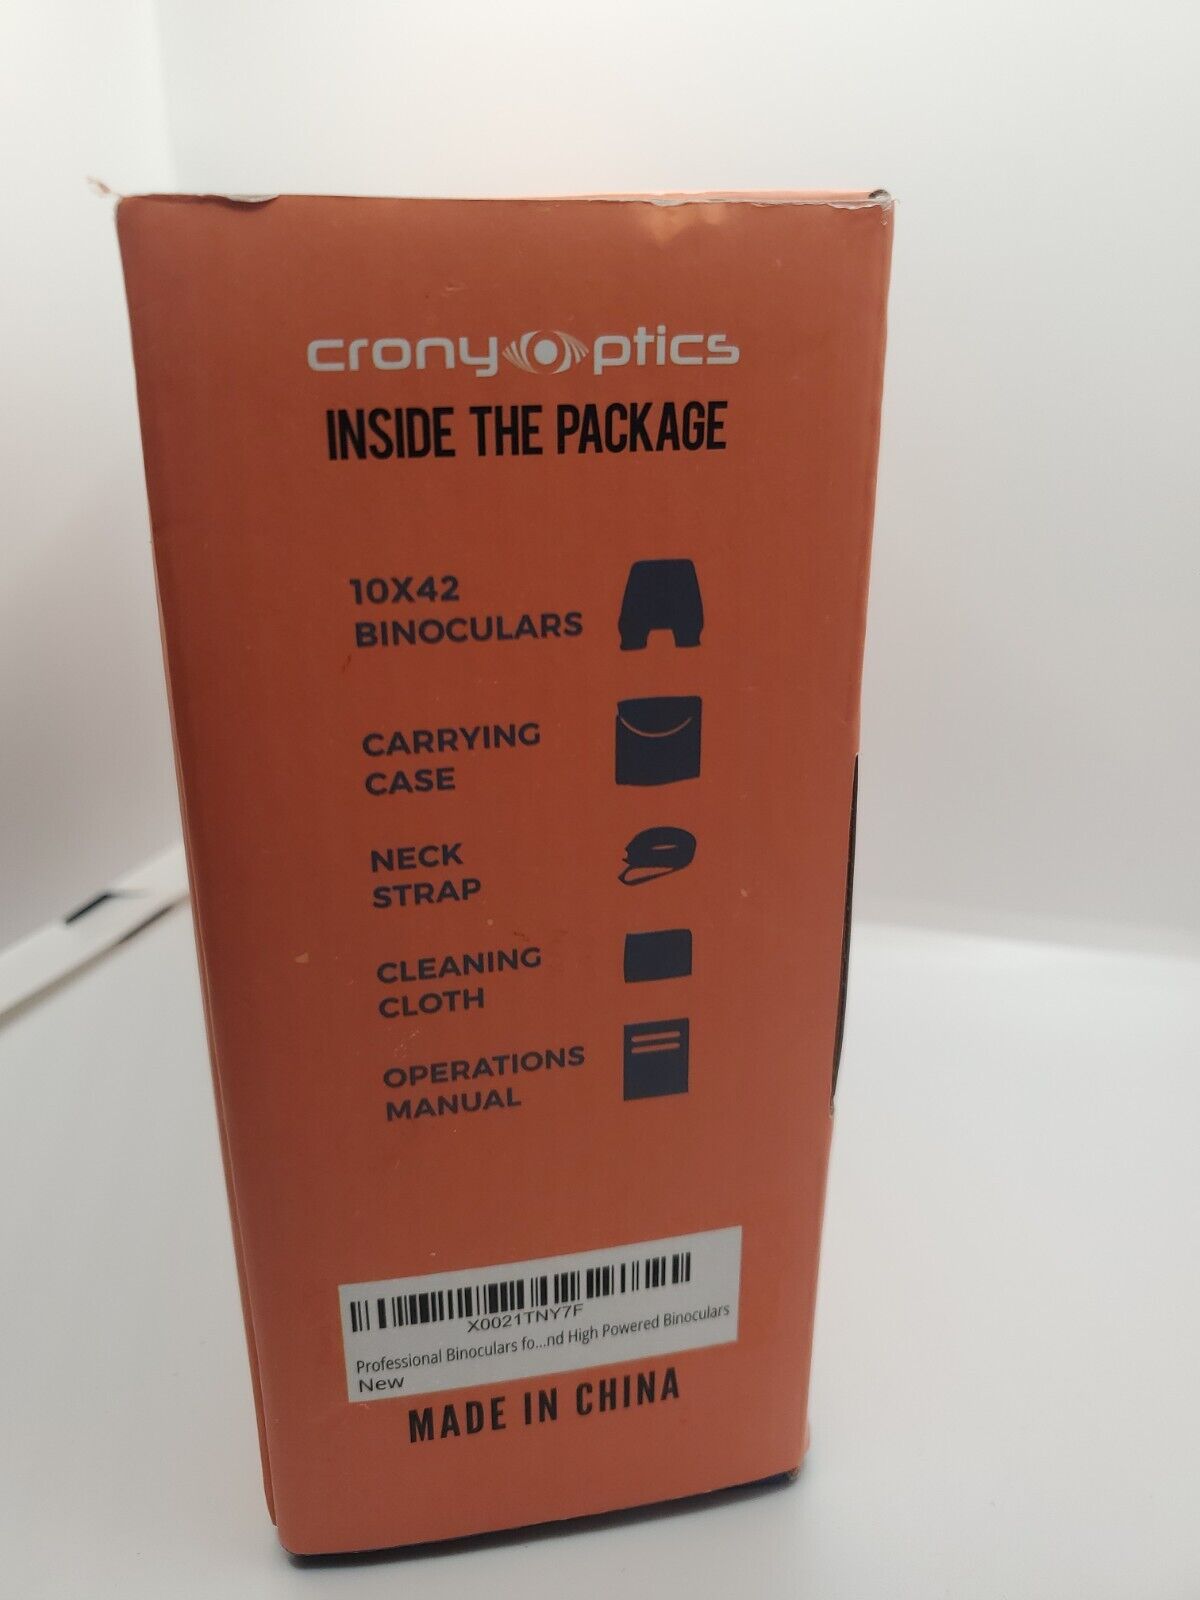 crony optics
INSIDE THE PACKAGE
10X42
BINOCULARS
CARRYING
CASE
NECK
STRAP
CLEANING
CLOTH
OPERATIONS
MANUAL
X0021TNY7F
Professional Binoculars fo...nd High Powered Binoculars
New
MADE IN CHINA